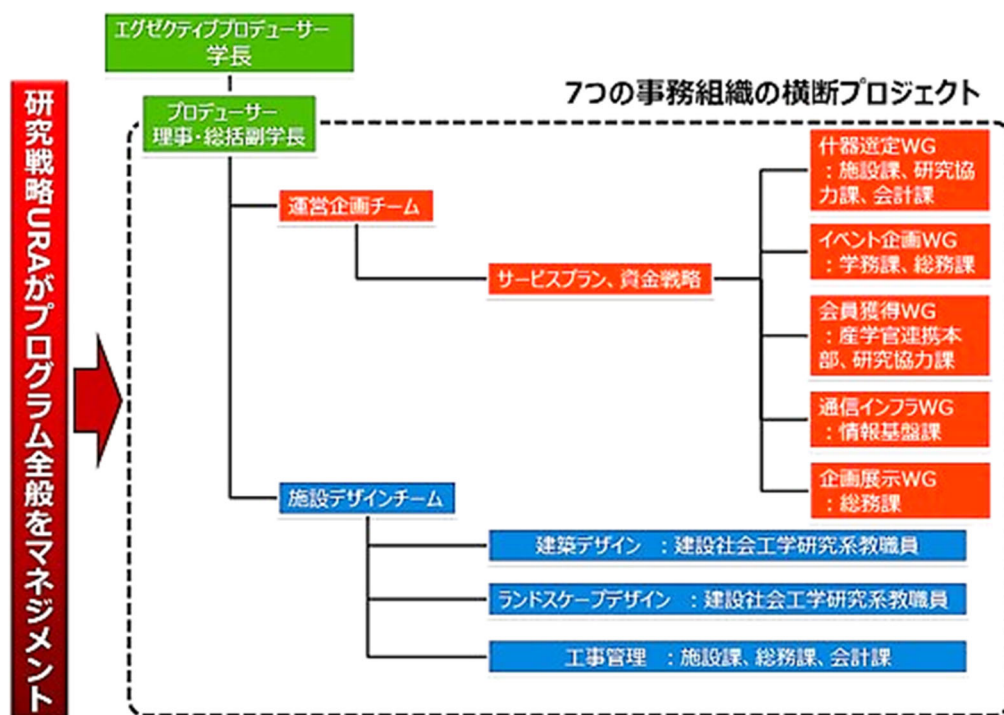 エグゼクティブプロデューサー
学長
研究戦略URAがプログラム全般をマネジメント
7つの事務組織の横断プロジェクト
プロデューサー
理事・総括副学長
運営企画チーム
サービスプラン、資金戦略
什器選定WG
：施設課、研究協
力課、会計課
イベント企画WG
：学務課、総務課
会員獲得WG
：産学官連携本
部、研究協力課
通信インフラWG
：情報基盤課
企画展示WG
：総務課
施設デザインチーム
建築デザイン ：建設社会工学研究系教職員
ランドスケープデザイン ：建設社会工学研究系教職員
工事管理 ：施設課、総務課、会計課